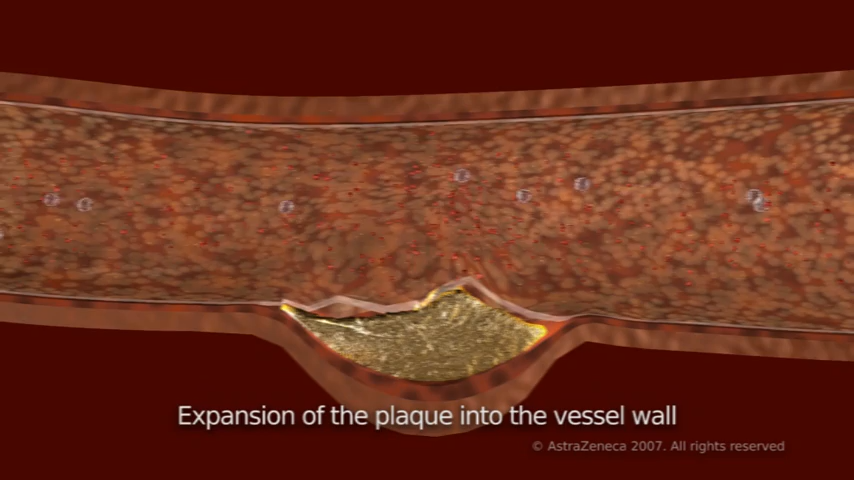 Expansion of the plaque into the vessel wall
© AstraZeneca 2007. All rights reserved